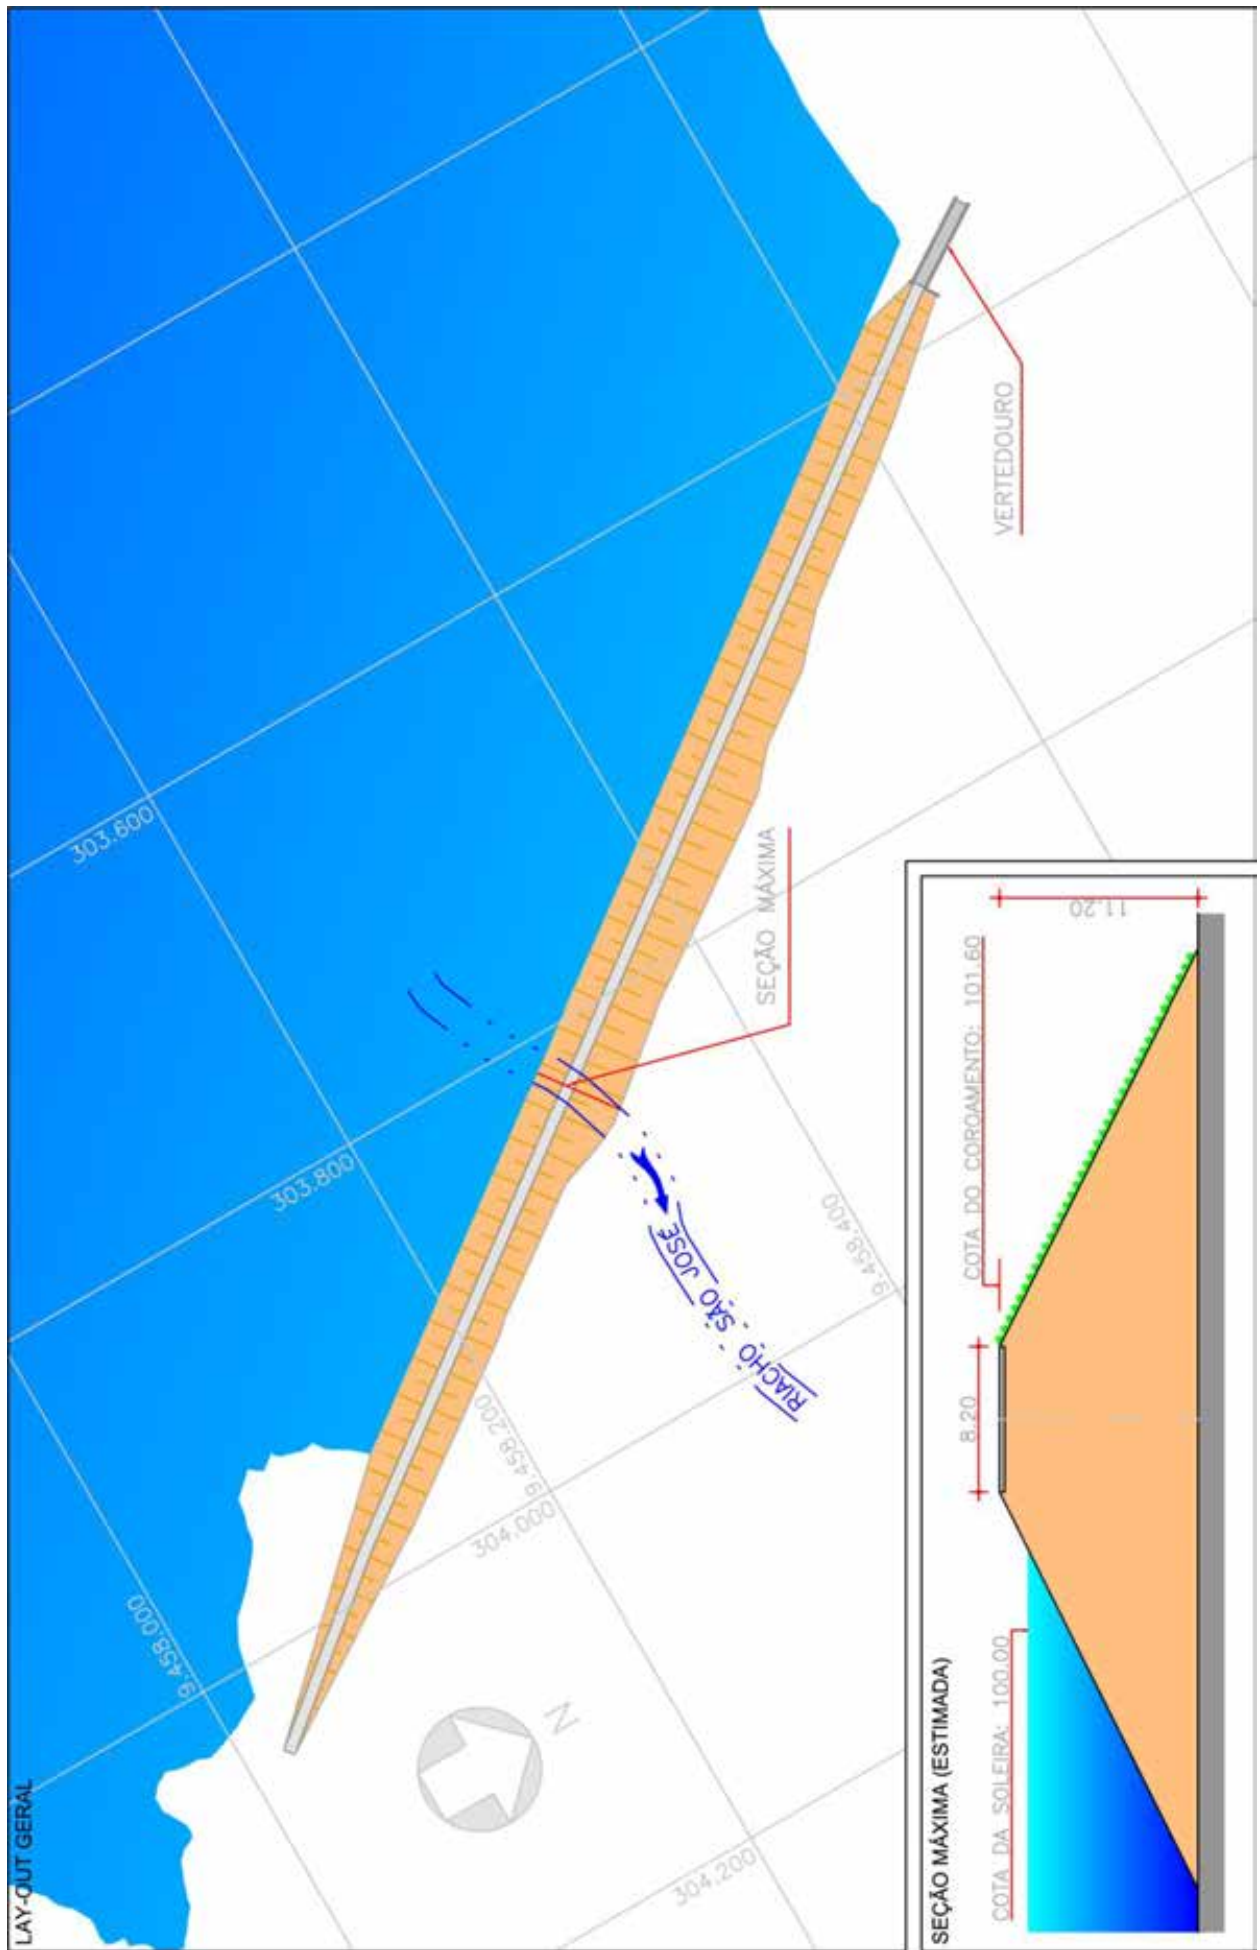 LAY-OUT GERAL
9.458.000
304.200
N
304.000
9.458.200
303.800
9.458.400
RIACHO SÃO JOSÉ
303.600
SEÇÃO MÁXIMA
VERTEDOURO
SEÇÃO MÁXIMA (ESTIMADA)
COTA DA SOLEIRA: 100.00
8.20
COTA DO COROAMENTO: 101.60
11.20